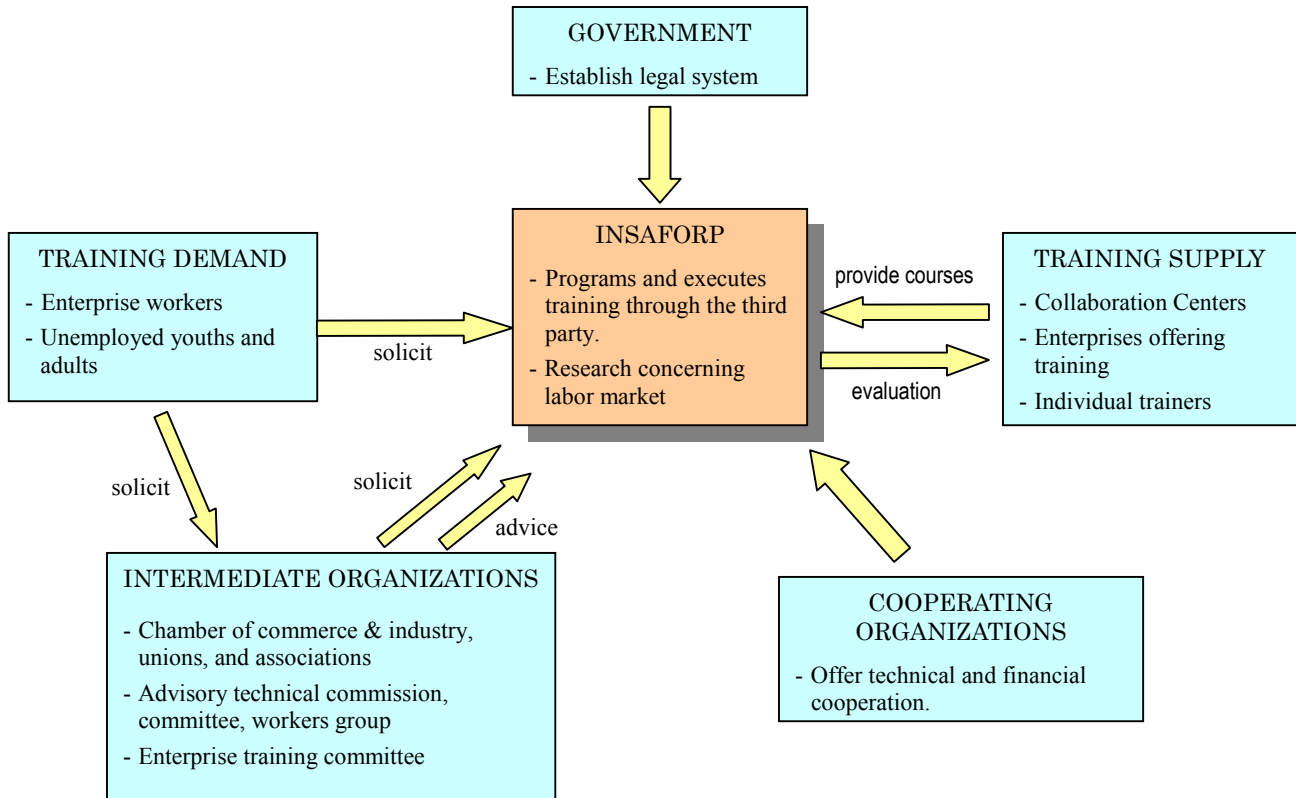 GOVERNMENT
- Establish legal system
TRAINING DEMAND
- Enterprise workers
- Unemployed youths and
adults
solicit
INSAFORP
- Programs and executes
training through the third
party.
- Research concerning
labor market
provide courses
evaluation
TRAINING SUPPLY
- Collaboration Centers
- Enterprises offering
training
- Individual trainers
solicit
solicit
advice
INTERMEDIATE ORGANIZATIONS
- Chamber of commerce & industry,
unions, and associations
- Advisory technical commission,
committee, workers group
- Enterprise training committee
COOPERATING
ORGANIZATIONS
- Offer technical and financial
cooperation.